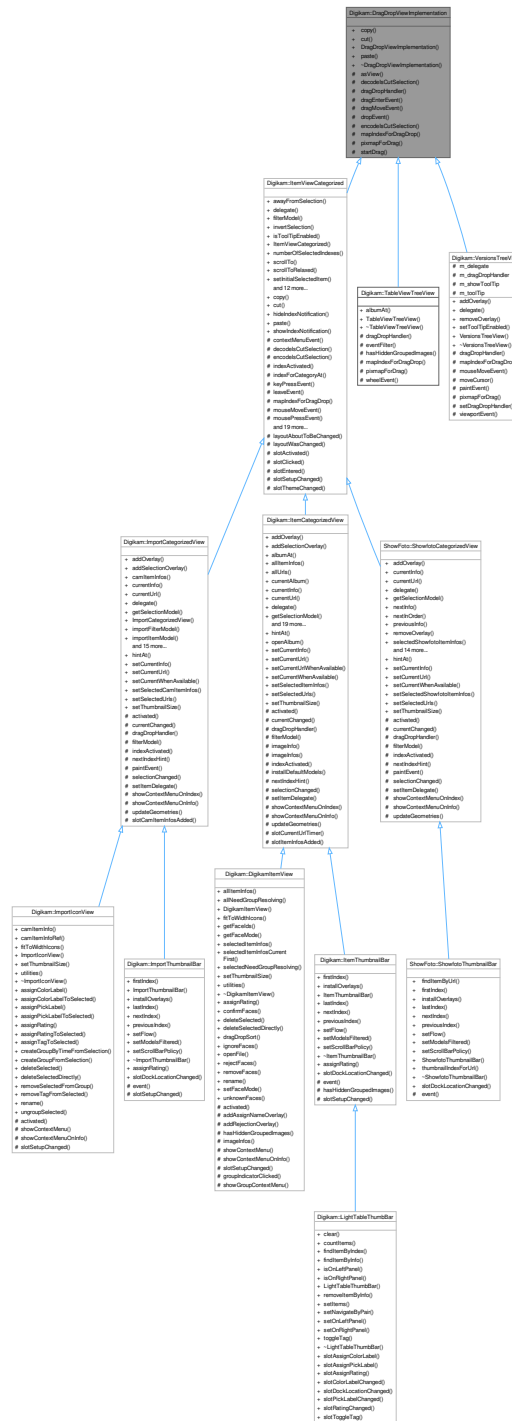 Digikam::DragDropViewImplementation
+ copy()
+ cut()
+ DragDropViewImplementation()
+ paste()
+ ~DragDropViewImplementation()
# asView()
# decodeIsCutSelection()
# dragDropHandler()
# dragEnterEvent()
# dragMoveEvent()
# dropEvent()
# encodeIsCutSelection()
# mapIndexForDragDrop()
# pixmapForDrag()
# startDrag()
Digikam::ItemViewCategorized
+ awayFromSelection()
+ delegate()
+ filterModel()
+ invertSelection()
+ isToolTipEnabled()
+ ItemViewCategorized()
+ numberOfSelectedIndexes()
+ scrollTo()
+ scrollToRelaxed()
+ setInitialSelectedItem()
and 12 more...
+ copy()
+ cut()
+ hideIndexNotification()
+ paste()
+ showIndexNotification()
# contextMenuEvent()
# decodeIsCutSelection()
# encodeIsCutSelection()
# indexActivated()
# indexForCategoryAt()
# keyPressEvent()
# leaveEvent()
# mapIndexForDragDrop()
# mouseMoveEvent()
# mousePressEvent()
and 19 more...
# layoutAboutToBeChanged()
# layoutWasChanged()
# slotActivated()
# slotClicked()
# slotEntered()
# slotSetupChanged()
# slotThemeChanged()
Digikam::TableViewTreeView
+ albumAt()
+ TableViewTreeView()
+ ~TableViewTreeView()
# dragDropHandler()
# eventFilter()
# hasHiddenGroupedImages()
# mapIndexForDragDrop()
# pixmapForDrag()
# wheelEvent()
Digikam::VersionsTreeVi
# m_delegate
# m_dragDropHandler
# m_showToolTip
# m_toolTip
+ addOverlay()
+ delegate()
+ removeOverlay()
+ setToolTipEnabled()
+ VersionsTreeView()
+ ~VersionsTreeView()
# dragDropHandler()
# mapIndexForDragDro
# mouseMoveEvent()
# moveCursor()
# paintEvent()
# pixmapForDrag()
# setDragDropHandler()
# viewportEvent()
Digikam::ImportCategorizedView
+ addOverlay()
+ addSelectionOverlay()
+ camItemInfos()
+ currentInfo()
+ currentUrl()
+ delegate()
+ getSelectionModel()
+ ImportCategorizedView()
+ importFilterModel()
+ importItemModel()
and 15 more...
+ hintAt()
+ setCurrentInfo()
+ setCurrentUrl()
+ setCurrentWhenAvailable()
+ setSelectedCamItemInfos()
+ setSelectedUrls()
+ setThumbnailSize()
# activated()
# currentChanged()
# dragDropHandler()
# filterModel()
# indexActivated()
# nextIndexHint()
# paintEvent()
# selectionChanged()
# setItemDelegate()
# showContextMenuOnIndex()
# showContextMenuOnInfo()
# updateGeometries()
# slotCamItemInfosAdded()
Digikam::ItemCategorizedView
+ addOverlay()
+ addSelectionOverlay()
+ albumAt()
+ allItemInfos()
+ allUrls()
+ currentAlbum()
+ currentInfo()
+ currentUrl()
+ delegate()
+ getSelectionModel()
and 19 more...
+ hintAt()
+ openAlbum()
+ setCurrentInfo()
+ setCurrentUrl()
+ setCurrentUrlWhenAvailable()
+ setCurrentWhenAvailable()
+ setSelectedItemInfos()
+ setSelectedUrls()
+ setThumbnailSize()
# activated()
# currentChanged()
# dragDropHandler()
# filterModel()
# imageInfo()
# imageInfos()
# indexActivated()
# installDefaultModels()
# nextIndexHint()
# selectionChanged()
# setItemDelegate()
# showContextMenuOnIndex()
# showContextMenuOnInfo()
# updateGeometries()
# slotCurrentUrlTimer()
# slotItemInfosAdded()
ShowFoto::ShowfotoCategorizedView
+ addOverlay()
+ currentInfo()
+ currentUrl()
+ delegate()
+ getSelectionModel()
+ nextInfo()
+ nextInOrder()
+ previousInfo()
+ removeOverlay()
+ selectedShowfotoItemInfos()
and 14 more...
+ hintAt()
+ setCurrentInfo()
+ setCurrentUrl()
+ setCurrentWhenAvailable()
+ setSelectedShowfotoItemInfos()
+ setSelectedUrls()
+ setThumbnailSize()
# activated()
# currentChanged()
# dragDropHandler()
# filterModel()
# indexActivated()
# nextIndexHint()
# paintEvent()
# selectionChanged()
# setItemDelegate()
# showContextMenuOnIndex()
# showContextMenuOnInfo()
# updateGeometries()
Digikam::ImportIconView
+ camItemInfo()
+ camItemInfoRef()
+ fitToWidthIcons()
+ ImportIconView()
+ setThumbnailSize()
+ utilities()
+ ~ImportIconView()
+ assignColorLabel()
+ assignColorLabelToSelected()
+ assignPickLabel()
+ assignPickLabelToSelected()
+ assignRating()
+ assignRatingToSelected()
+ assignTagToSelected()
+ createGroupByTimeFromSelection()
+ createGroupFromSelection()
+ deleteSelected()
+ deleteSelectedDirectly()
+ removeSelectedFromGroup()
+ removeTagFromSelected()
+ rename()
+ ungroupSelected()
# activated()
# showContextMenu()
# showContextMenuOnInfo()
# slotSetupChanged()
Digikam::ImportThumbnailBar
+ firstIndex()
+ ImportThumbnailBar()
+ installOverlays()
+ lastIndex()
+ nextIndex()
+ previousIndex()
+ setFlow()
+ setModelsFiltered()
+ setScrollBarPolicy()
+ ~ImportThumbnailBar()
+ assignRating()
+ slotDockLocationChanged()
# event()
# slotSetupChanged()
Digikam::DigikamItemView
+ allItemInfos()
+ allNeedGroupResolving()
+ DigikamItemView()
+ fitToWidthIcons()
+ getFaceIds()
+ getFaceMode()
+ selectedItemInfos()
+ selectedItemInfosCurrent
First()
+ selectedNeedGroupResolving()
+ setThumbnailSize()
+ utilities()
+ ~DigikamItemView()
+ assignRating()
+ confirmFaces()
+ deleteSelected()
+ deleteSelectedDirectly()
+ dragDropSort()
+ ignoreFaces()
+ openFile()
+ rejectFaces()
+ removeFaces()
+ rename()
+ setFaceMode()
+ unknownFaces()
# activated()
# addAssignNameOverlay()
# addRejectionOverlay()
# hasHiddenGroupedImages()
# imageInfos()
# showContextMenu()
# showContextMenuOnInfo()
# slotSetupChanged()
# groupIndicatorClicked()
# showGroupContextMenu()
Digikam::ItemThumbnailBar
+ firstIndex()
+ installOverlays()
+ ItemThumbnailBar()
+ lastIndex()
+ nextIndex()
+ previousIndex()
+ setFlow()
+ setModelsFiltered()
+ setScrollBarPolicy()
+ ~ItemThumbnailBar()
+ assignRating()
+ slotDockLocationChanged()
# event()
# hasHiddenGroupedImages()
# slotSetupChanged()
ShowFoto::ShowfotoThumbnailBar
+ findItemByUrl()
+ firstIndex()
+ installOverlays()
+ lastIndex()
+ nextIndex()
+ previousIndex()
+ setFlow()
+ setModelsFiltered()
+ setScrollBarPolicy()
+ ShowfotoThumbnailBar()
+ thumbnailIndexForUrl()
+ ~ShowfotoThumbnailBar()
+ slotDockLocationChanged()
# event()
Digikam::LightTableThumbBar
+ clear()
+ countItems()
+ findItemByIndex()
+ findItemByInfo()
+ isOnLeftPanel()
+ isOnRightPanel()
+ LightTableThumbBar()
+ removeItemByInfo()
+ setItems()
+ setNavigateByPair()
+ setOnLeftPanel()
+ setOnRightPanel()
+ toggleTag()
+ ~LightTableThumbBar()
+ slotAssignColorLabel()
+ slotAssignPickLabel()
+ slotAssignRating()
+ slotColorLabelChanged()
+ slotDockLocationChanged()
+ slotPickLabelChanged()
+ slotRatingChanged()
+ slotToggleTag()